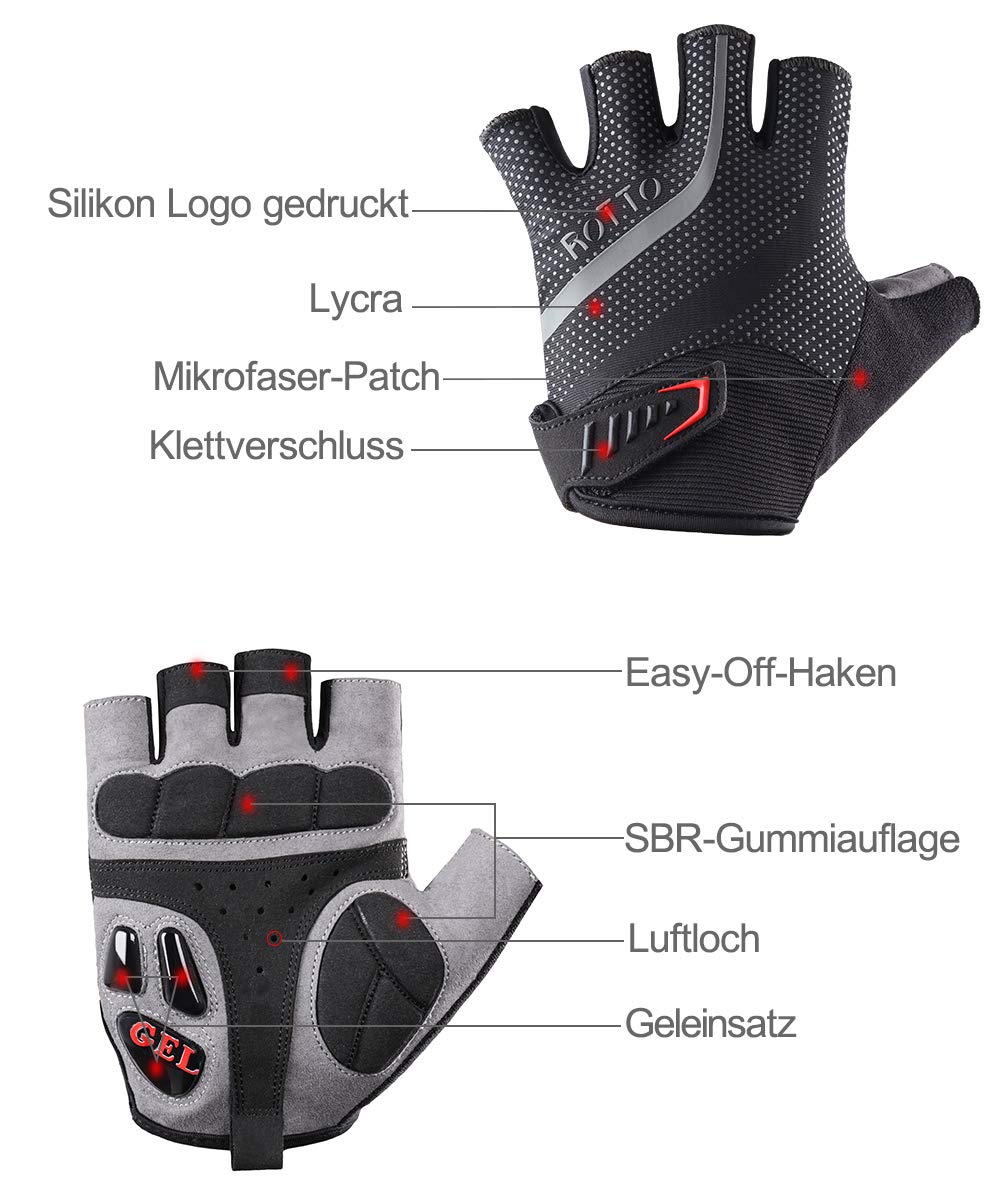 Silikon Logo gedruckt
ROTTO
Lycra
Mikrofaser-Patch
Klettverschluss
Easy-Off-Haken
SBR-Gummiauflage
Luftloch
Geleinsatz
GEL